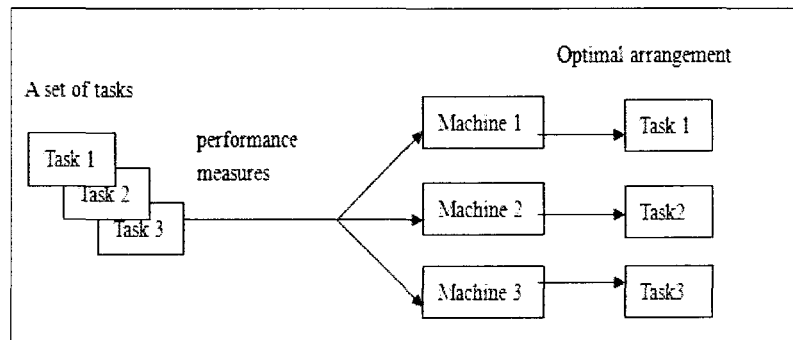 Optimal arrangement
A set of tasks
Task 1
Task 2
Task 3
performance
measures
Machine 1
Task 1
Machine 2
Task2
Machine 3
Task3